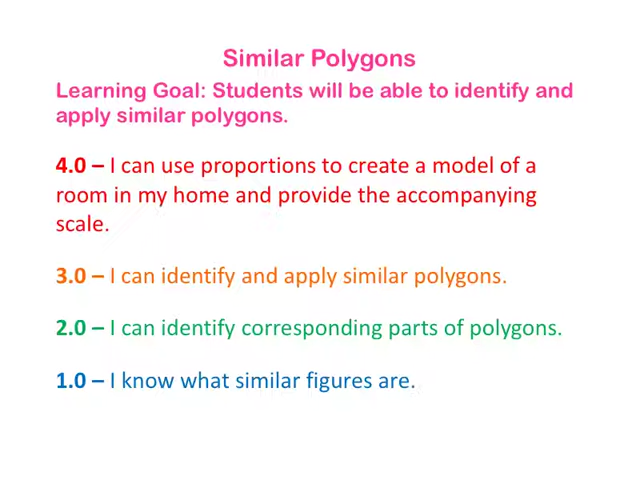 Similar Polygons
Learning Goal: Students will be able to identify and
apply similar polygons.
4.0 – I can use proportions to create a model of a
room in my home and provide the accompanying
scale.
3.0 – I can identify and apply similar polygons.
2.0 – I can identify corresponding parts of polygons.
1.0 – I know what similar figures are.